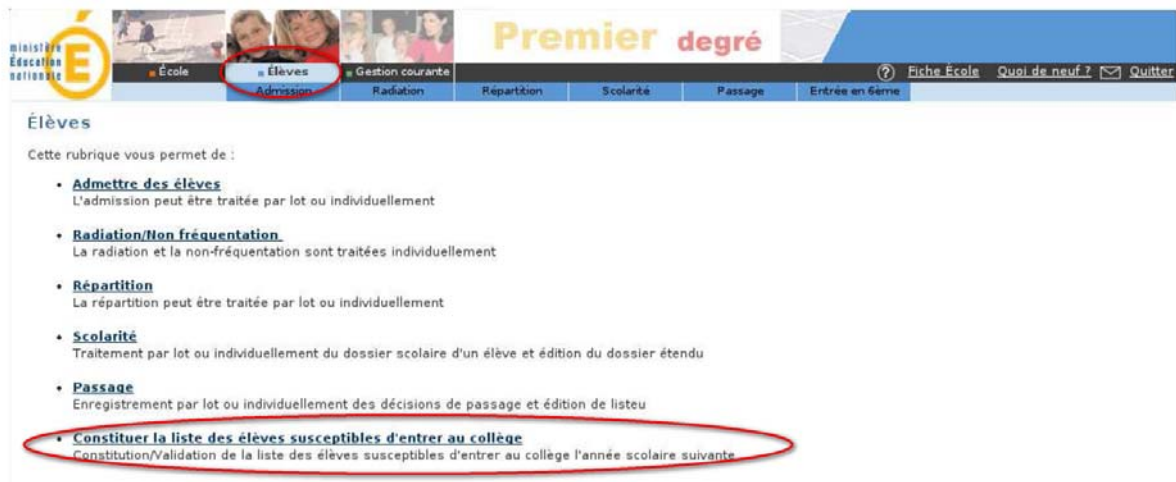 Premier degré
ministère
Éducation
nationale
École
Élèves
Gestion courante
? Fiche École Quoi de neuf ? Quitter
Admission Radiation Répartition Scolarité Passage Entrée en 6ème
Élèves
Cette rubrique vous permet de :
• Admettre des élèves
L'admission peut être traitée par lot ou individuellement
• Radiation/Non fréquentation
La radiation et la non-fréquentation sont traitées individuellement
• Répartition
La répartition peut être traitée par lot ou individuellement
• Scolarité
Traitement par lot ou individuellement du dossier scolaire d'un élève et édition du dossier étendu
• Passage
Enregistrement par lot ou individuellement des décisions de passage et édition de listeu
• Constituer la liste des élèves susceptibles d'entrer au collège
Constitution/Validation de la liste des élèves susceptibles d'entrer au collège l'année scolaire suivante